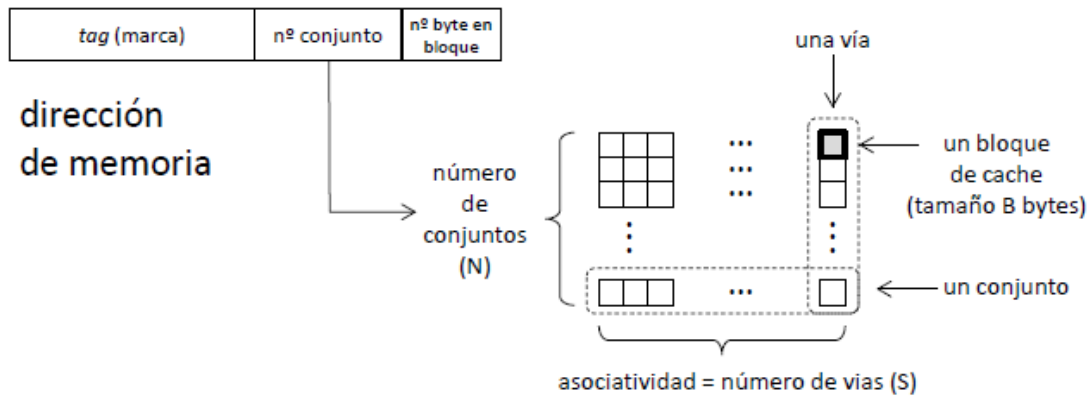 tag (marca)
nº conjunto
nº byte en
bloque
dirección
de memoria
una vía
número
de
conjuntos
(N)
...
...
...
un bloque
de cache
(tamaño B bytes)
...
un conjunto
asociatividad = número de vias (S)